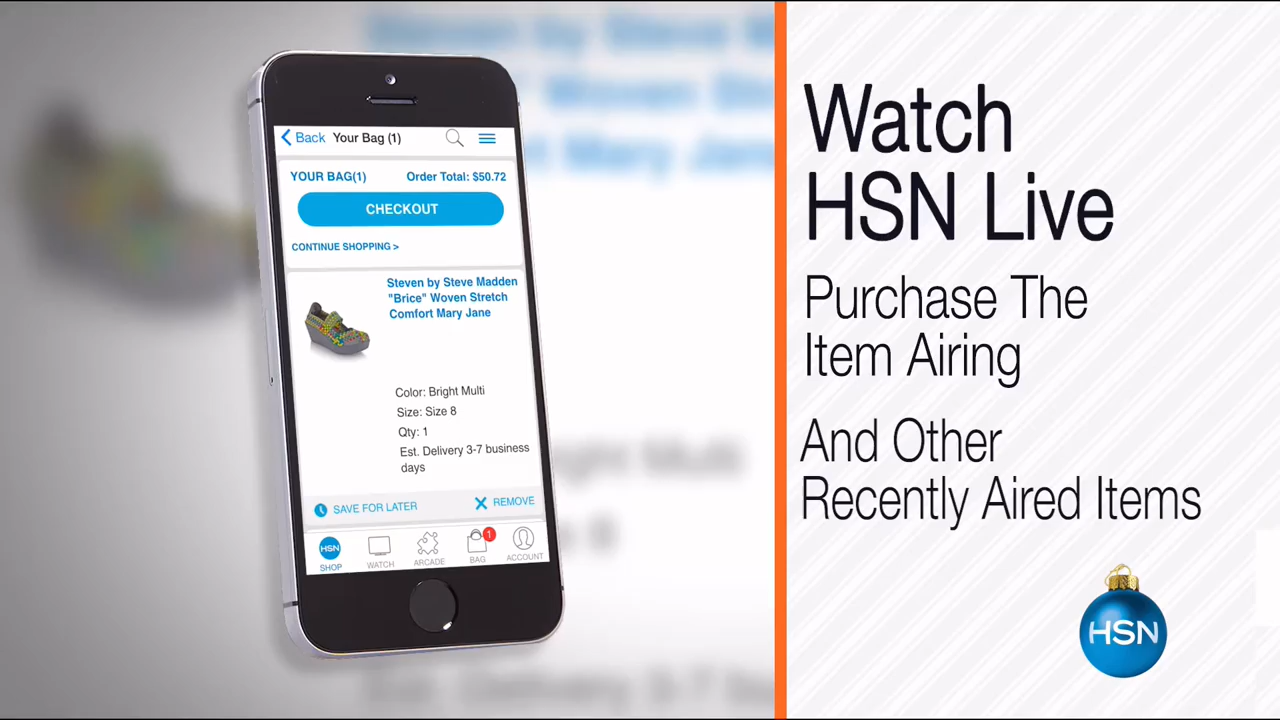 Back Your Bag (1)
YOUR BAG(1) Order Total: $50.72
CHECKOUT
CONTINUE SHOPPING >
Steven by Steve Madden
"Brice" Woven Stretch
Comfort Mary Jane
Color: Bright Multi
Size: Size 8
Qty: 1
Est. Delivery 3-7 business
days
SAVE FOR LATER REMOVE
HSN 1
SHOP WATCH ARCADE BAG ACCOUNT
Watch
HSN Live
Purchase The
Item Airing
And Other
Recently Aired Items
HSN